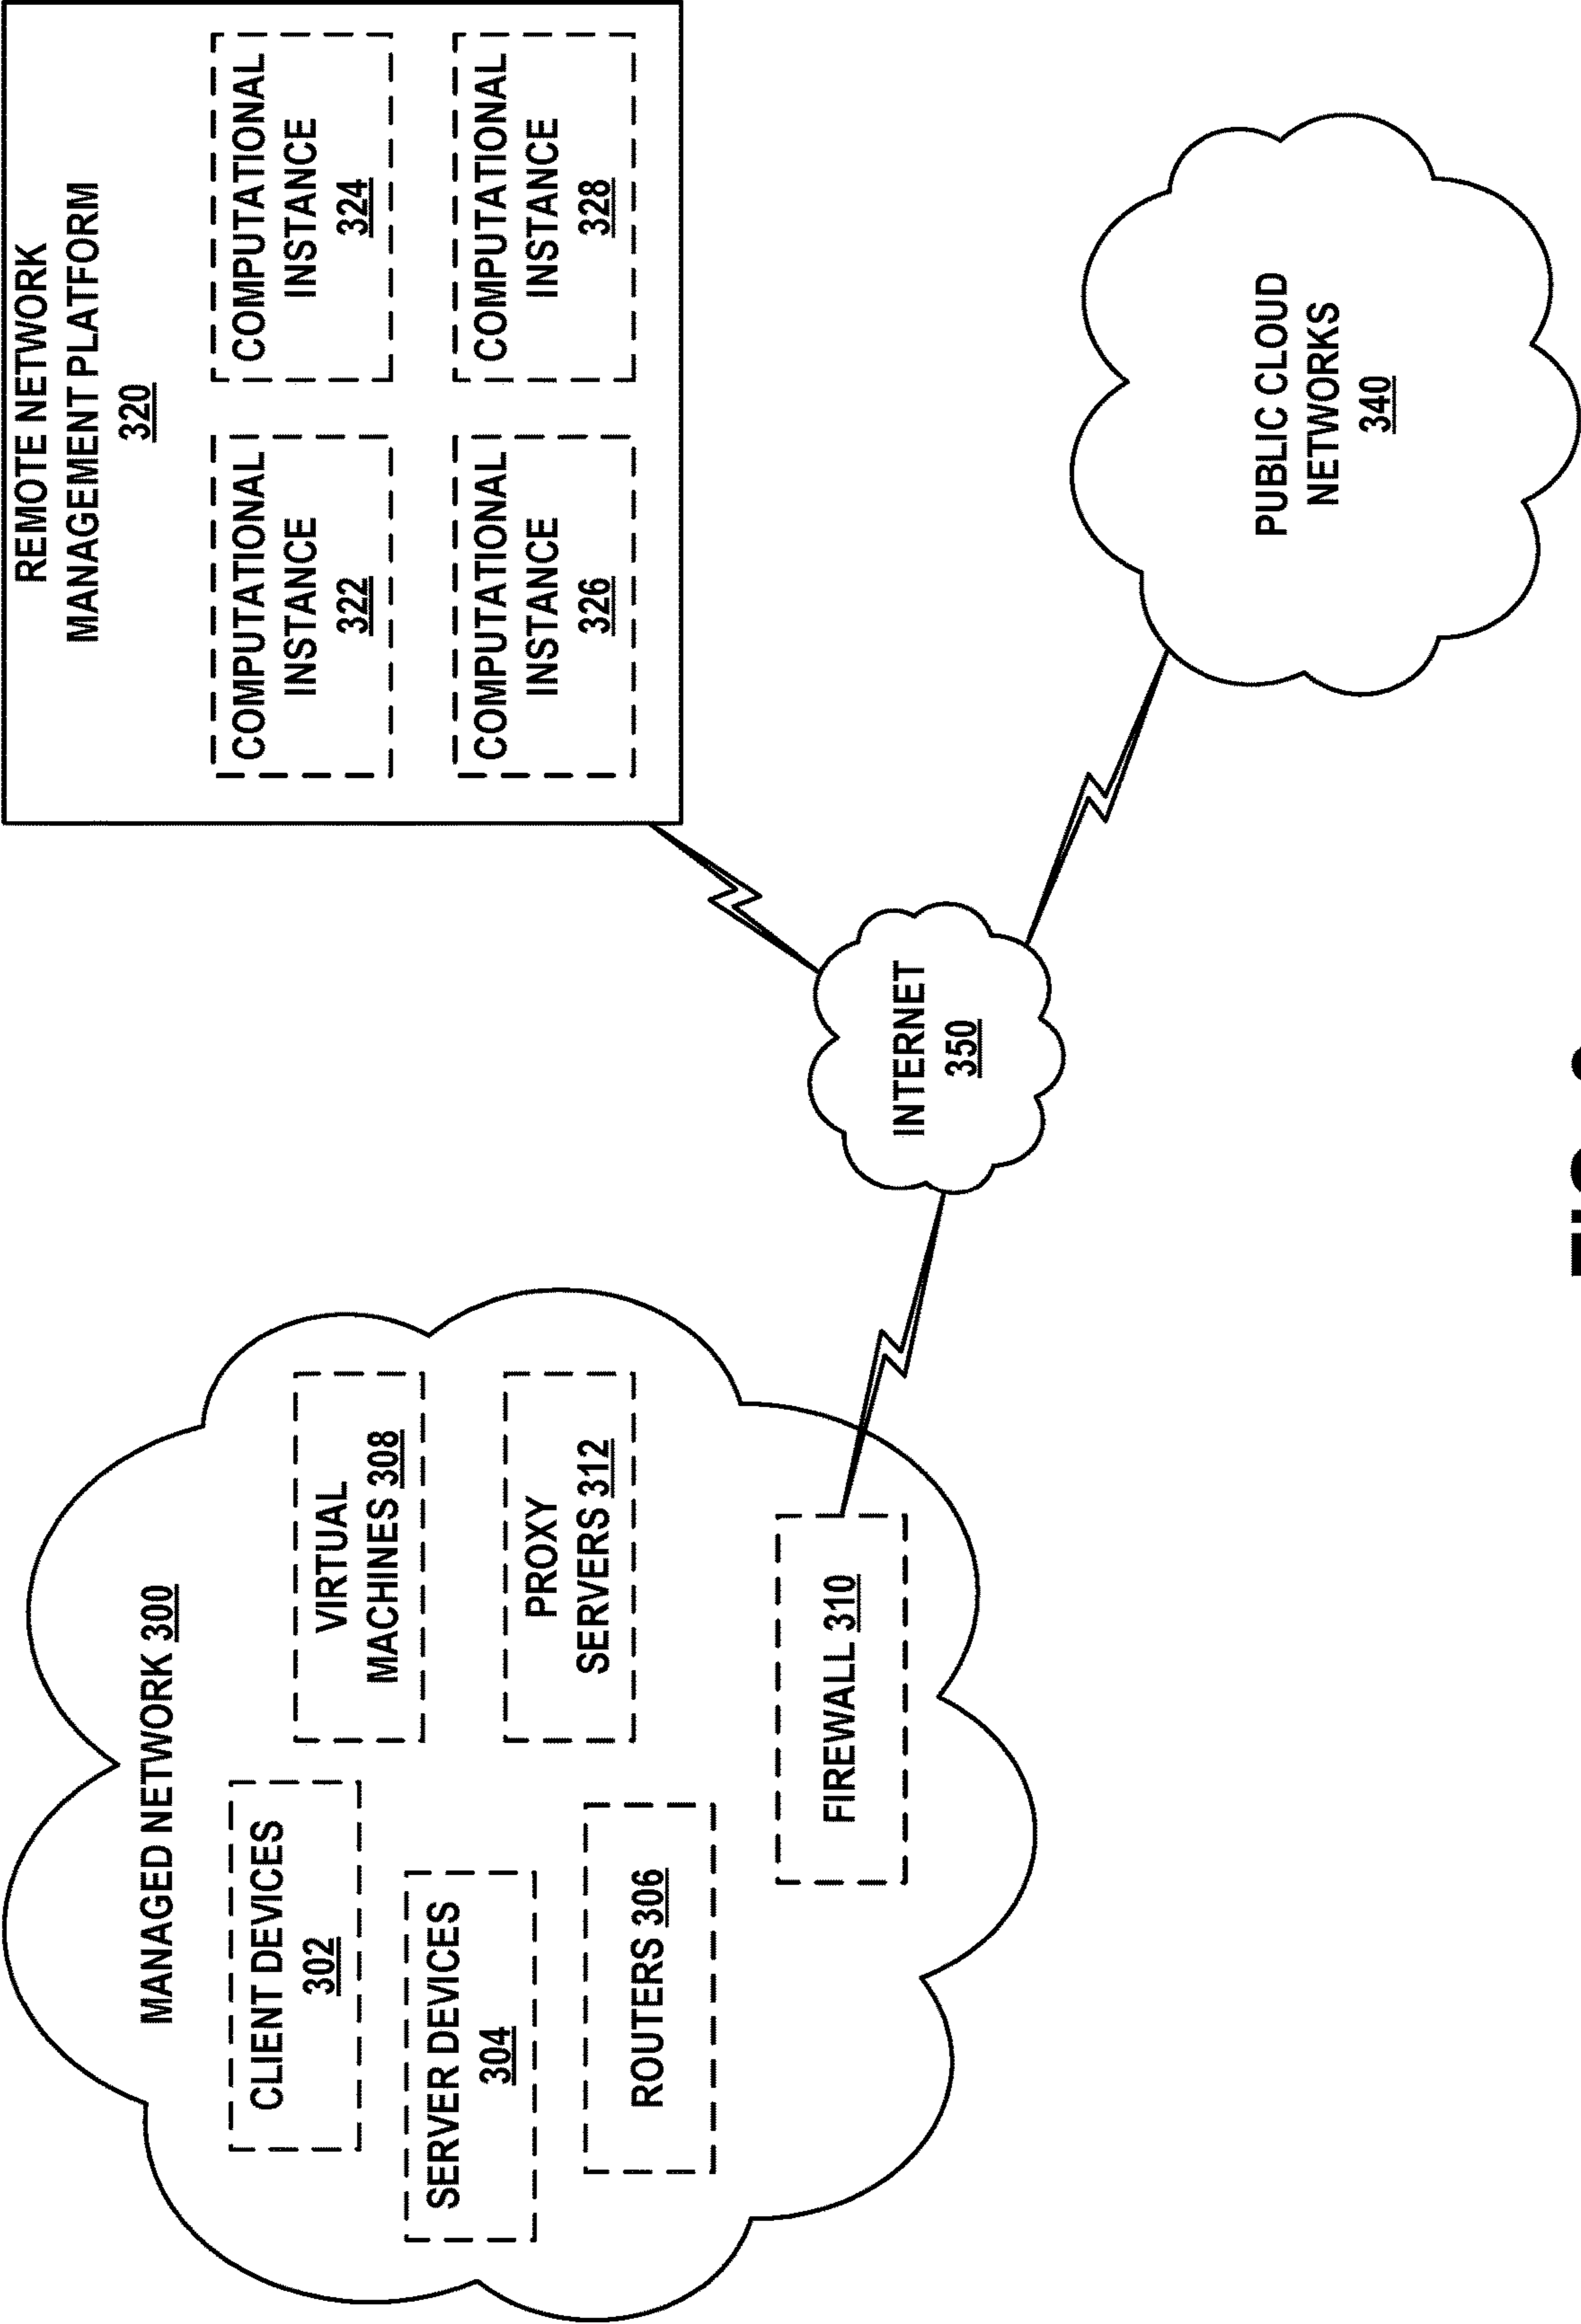 MANAGED NETWORK 300
CLIENT DEVICES
302
SERVER DEVICES
304
ROUTERS 306
VIRTUAL
MACHINES 308
PROXY
SERVERS 312
FIREWALL 310
INTERNET
350
REMOTE NETWORK
MANAGEMENT PLATFORM
320
COMPUTATIONAL
INSTANCE
322
COMPUTATIONAL
INSTANCE
324
COMPUTATIONAL
INSTANCE
326
COMPUTATIONAL
INSTANCE
328
PUBLIC CLOUD
NETWORKS
340